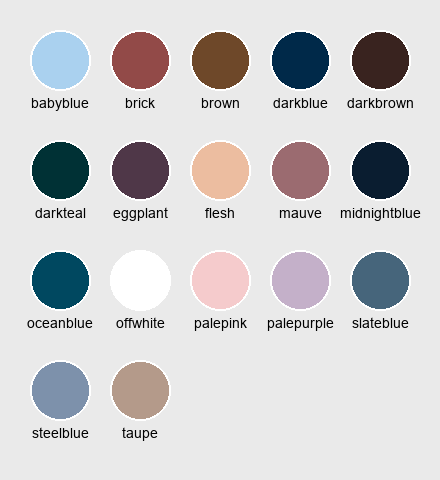 babyblue brick brown darkblue darkbrown
darkteal eggplant flesh mauve midnightblue
oceanblue offwhite palepink palepurple slateblue
steelblue taupe